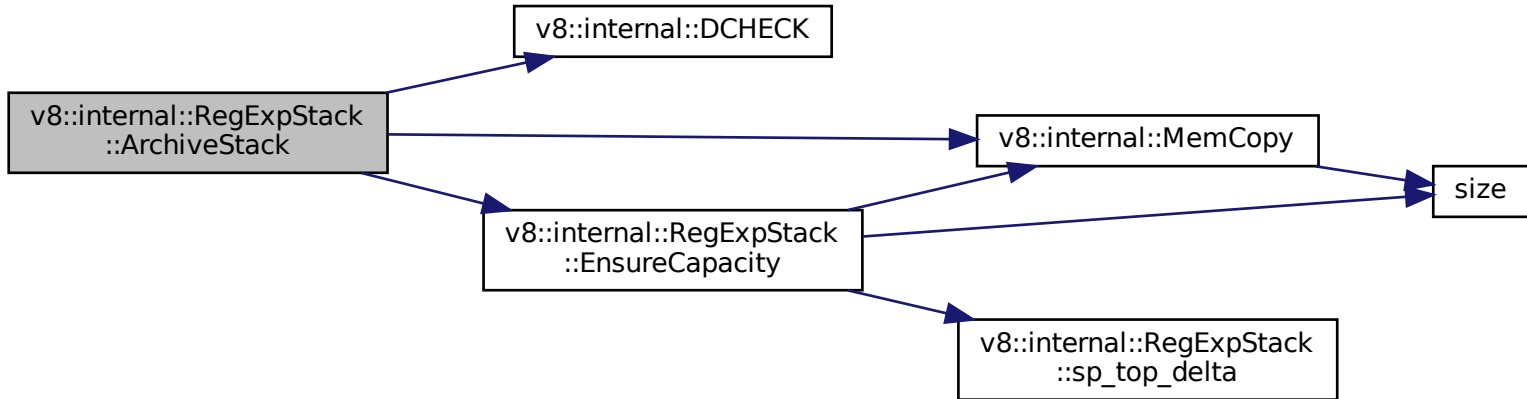 v8::internal::DCHECK
v8::internal::RegExpStack
::ArchiveStack
v8::internal::MemCopy
size
v8::internal::RegExpStack
::EnsureCapacity
v8::internal::RegExpStack
::sp_top_delta